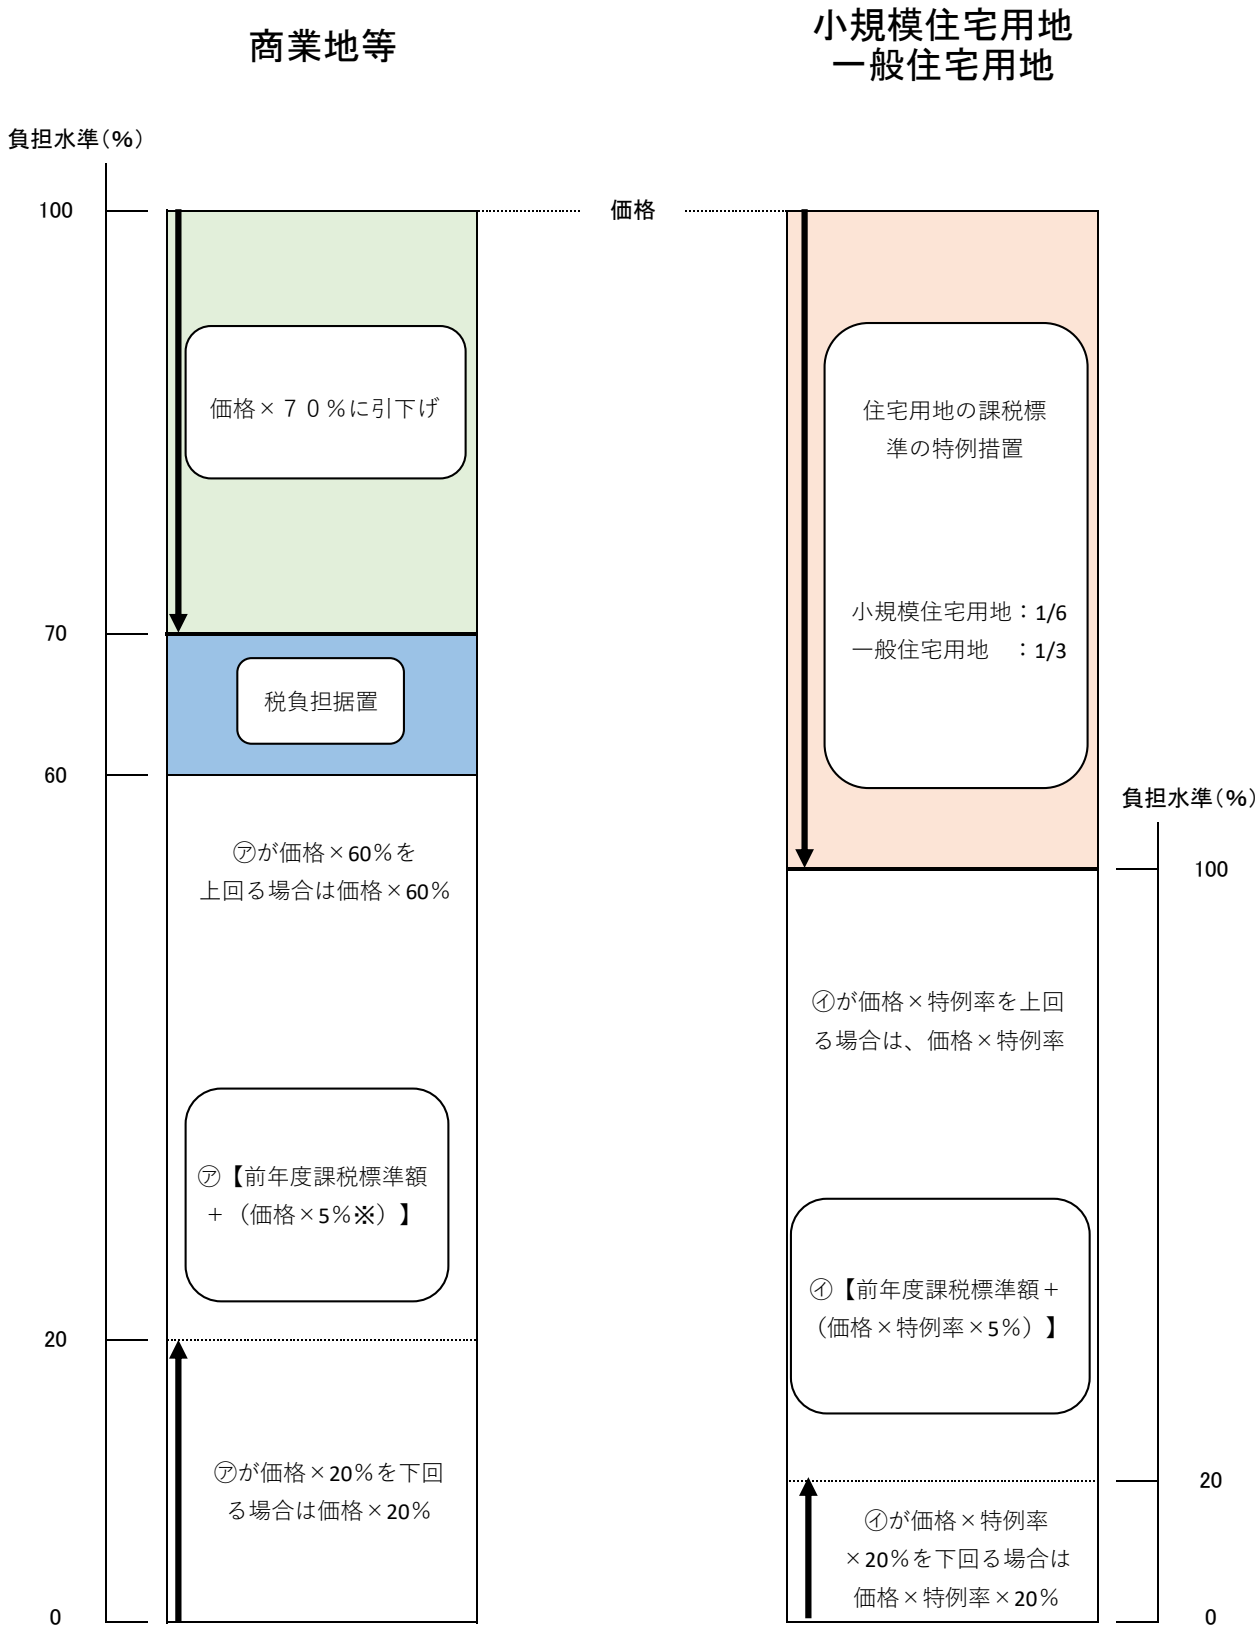 商業地等
小規模住宅用地
一般住宅用地
負担水準(%)
100
価格
価格×７０%に引下げ
住宅用地の課税標
準の特例措置
小規模住宅用地：1/6
一般住宅用地　：1/3
70
税負担据置
60
負担水準(%)
㋐が価格×60%を
上回る場合は価格×60%
100
㋑が価格×特例率を上回
る場合は、価格×特例率
㋐【前年度課税標準額
＋（価格×5%※）】
㋑【前年度課税標準額＋
（価格×特例率×5%）】
20
㋐が価格×20%を下回
る場合は価格×20%
20
㋑が価格×特例率
×20%を下回る場合は
価格×特例率×20%
0
0